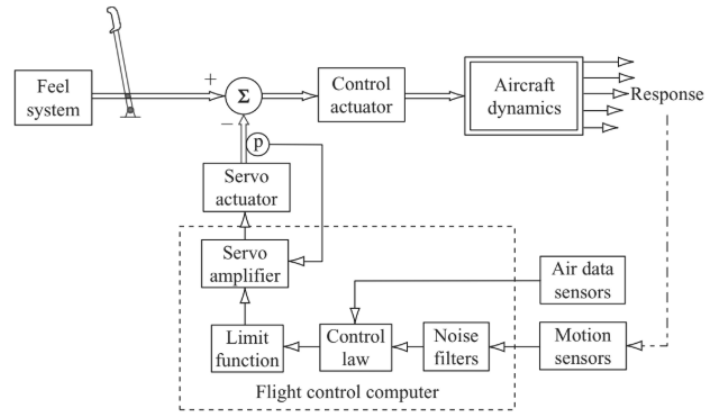 Feel
system
+
Σ
−
Control
actuator
Aircraft
dynamics
Response
p
Servo
actuator
Servo
amplifier
Air data
sensors
Limit
function
Control
law
Noise
filters
Motion
sensors
Flight control computer